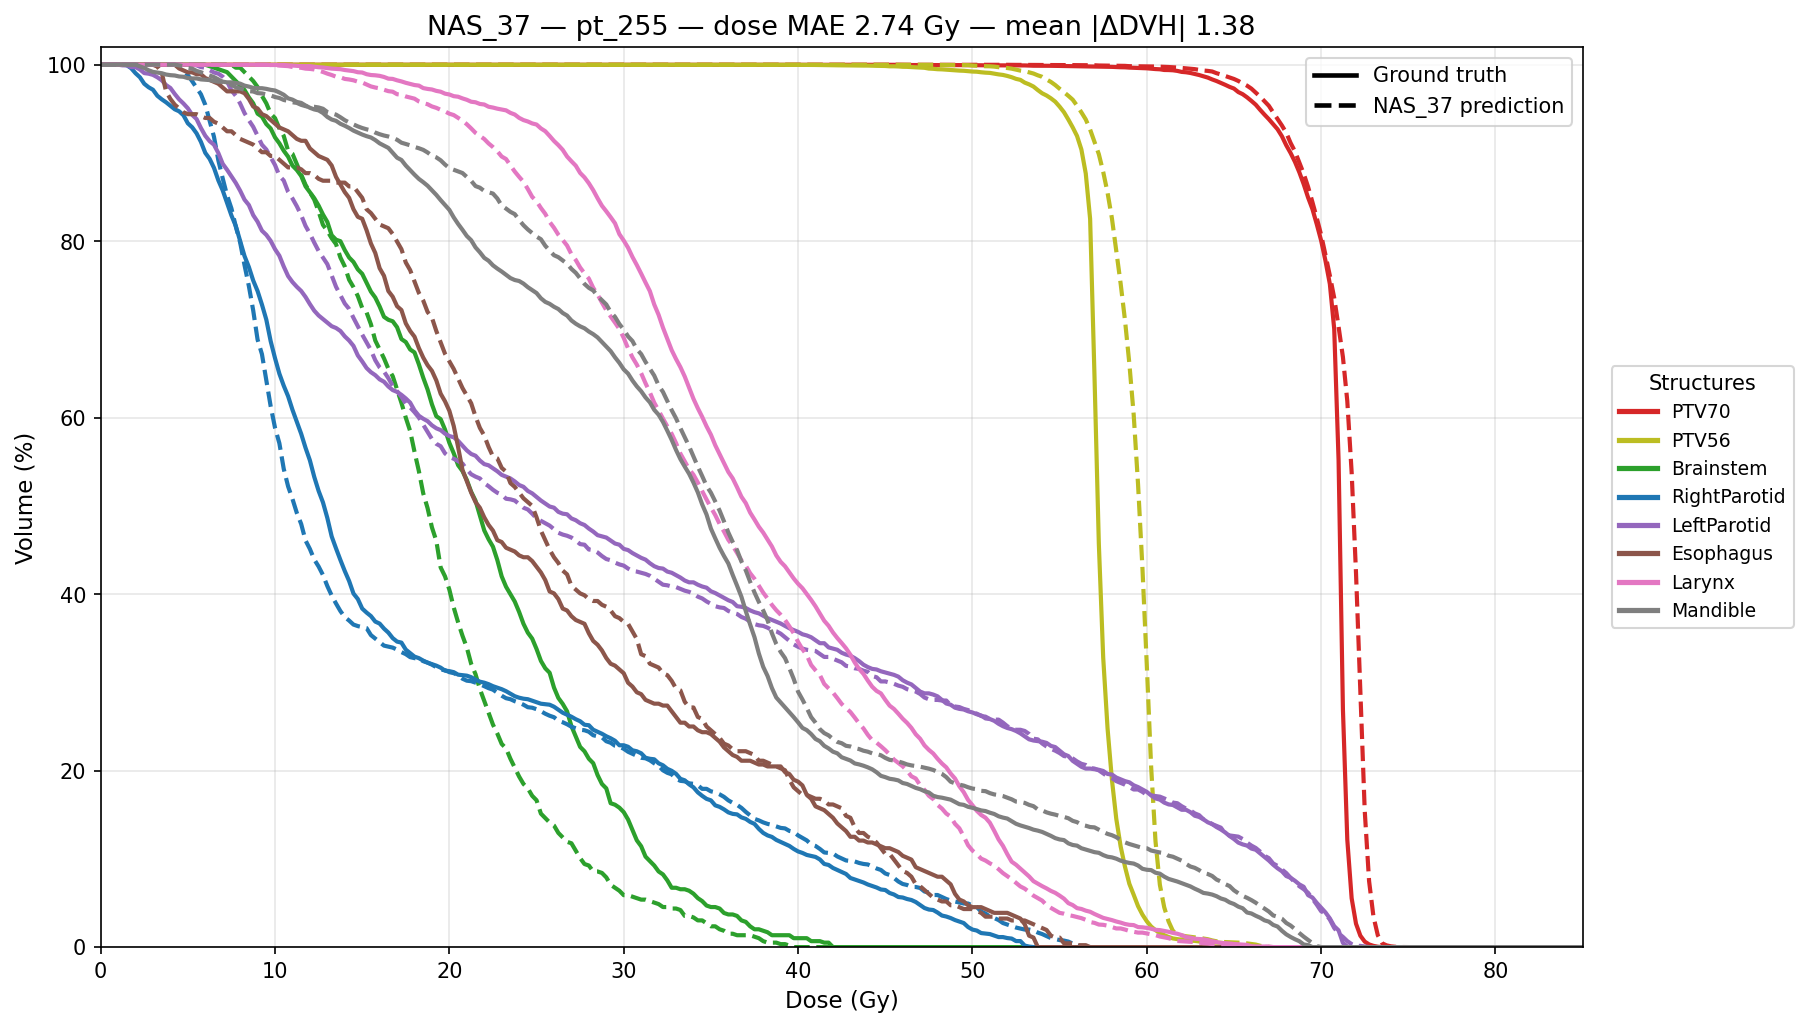 NAS_37 — pt_255 — dose MAE 2.74 Gy — mean |ΔDVH| 1.38
Ground truth
NAS_37 prediction
Volume (%)
100
80
60
40
20
0
0 10 20 30 40 50 60 70 80
Dose (Gy)
Structures
PTV70
PTV56
Brainstem
RightParotid
LeftParotid
Esophagus
Larynx
Mandible